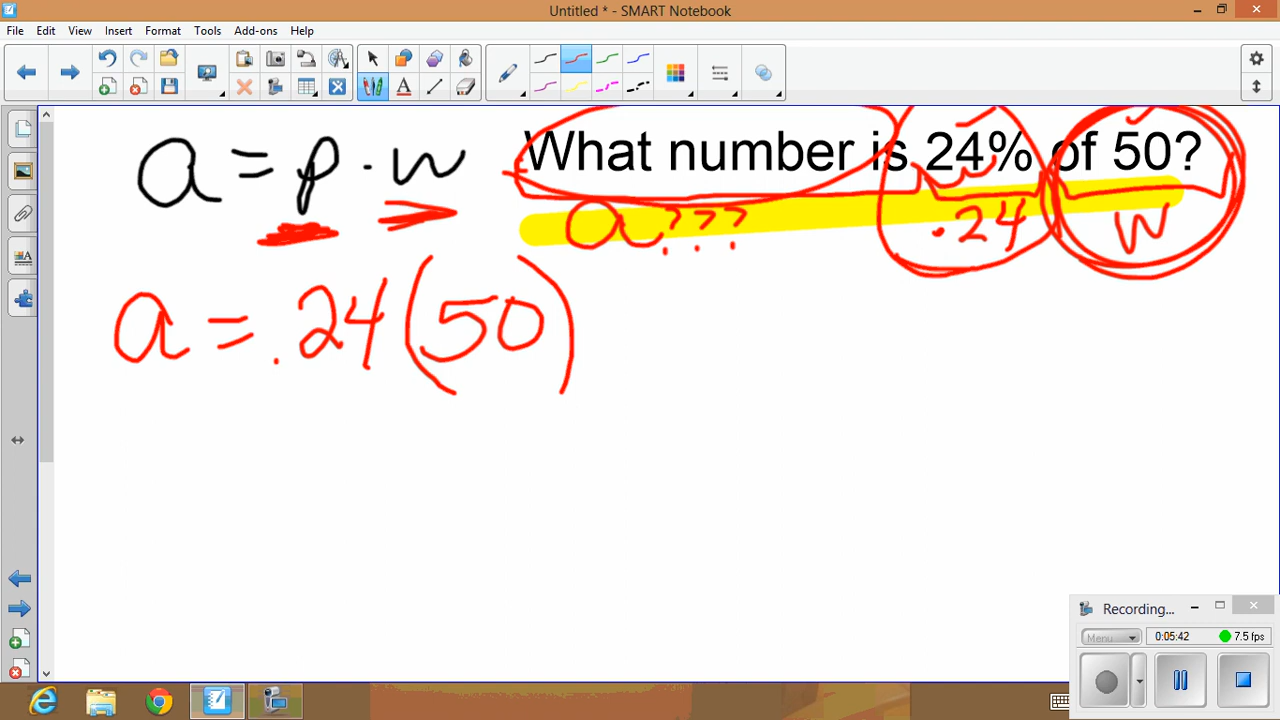 Untitled * - SMART Notebook
File Edit View Insert Format Tools Add-ons Help
a = p · w
What number is 24% of 50?
a ??? .24 w
a = .24(50)
Recording...
Menu 0:05:42 7.5 fps